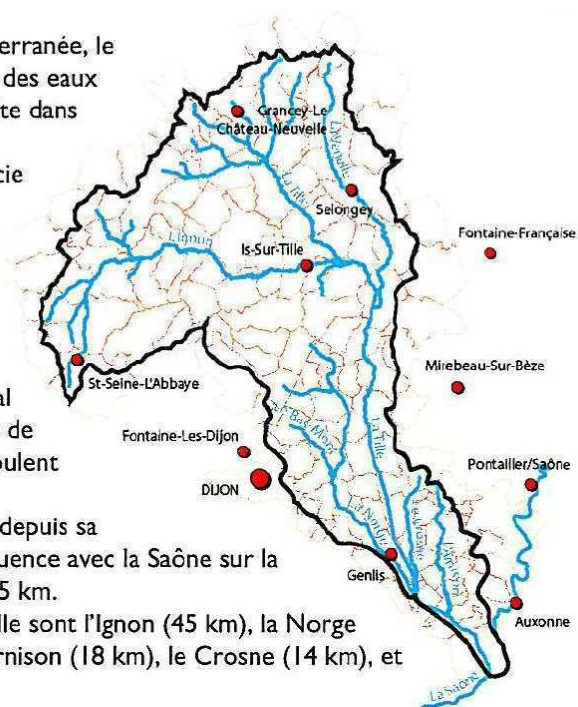 erranée, le
des eaux
te dans
cie
al
de
oulent
depuis sa
uence avec la Saône sur la
5 km.
lle sont l'Ignon (45 km), la Norge
rnison (18 km), le Crosne (14 km), et
Grancey-Le
Château-Neuvelle
La Tille
Selongey
L'Ignon
Is-Sur-Tille
Fontaine-Française
St-Seine-L'Abbaye
Mirebeau-Sur-Bèze
Fontaine-Les-Dijon
DIJON
La Tille
Pontailler/Saône
La Norge
Genlis
Auxonne
La Saône